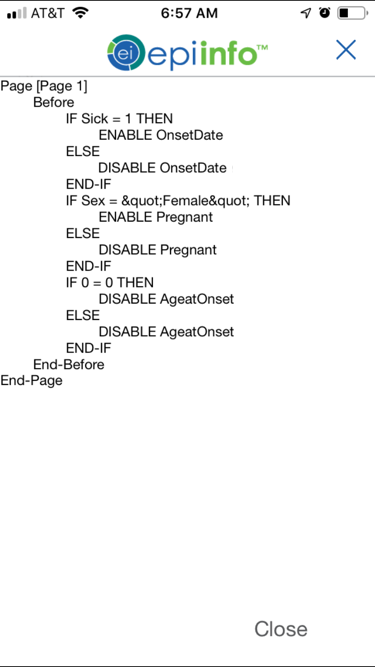 AT&T 6:57 AM
ei epi info™
Page [Page 1]
Before
IF Sick = 1 THEN
ENABLE OnsetDate
ELSE
DISABLE OnsetDate
END-IF
IF Sex = &quot;Female&quot; THEN
ENABLE Pregnant
ELSE
DISABLE Pregnant
END-IF
IF 0 = 0 THEN
DISABLE AgeatOnset
ELSE
DISABLE AgeatOnset
END-IF
End-Before
End-Page
Close